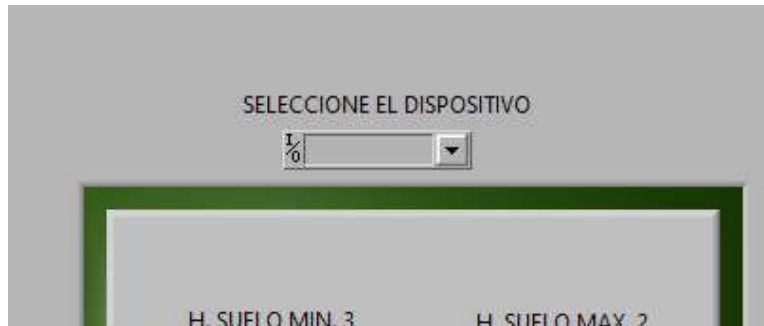 SELECCIONE EL DISPOSITIVO
I/O
H. SUELO MIN. 3 H. SUELO MAX. 2